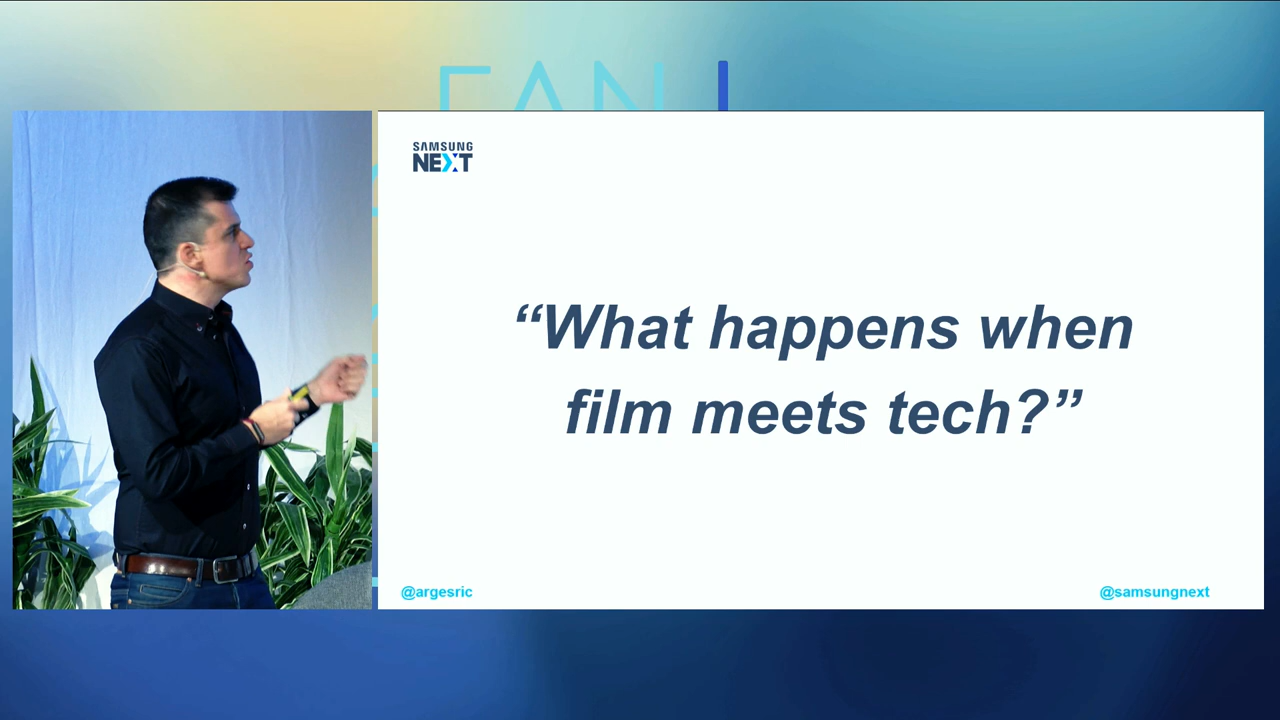 SAMSUNG
NEXT
“What happens when
film meets tech?”
@argesric
@samsungnext